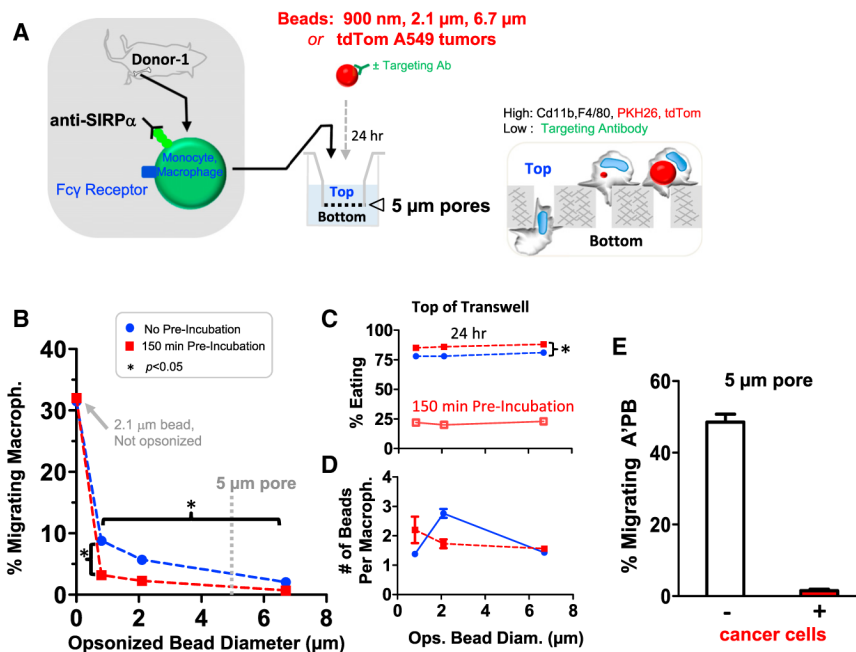 A
Donor-1
anti-SIRPα
Monocyte,
Macrophage
Fcγ Receptor
Beads: 900 nm, 2.1 µm, 6.7 µm
or tdTom A549 tumors
± Targeting Ab
24 hr
Top
Bottom
5 µm pores
High: Cd11b,F4/80, PKH26, tdTom
Low : Targeting Antibody
Top
Bottom
B
No Pre-Incubation
150 min Pre-Incubation
* p<0.05
% Migrating Macroph.
40
30
20
10
0
2.1 µm bead,
Not opsonized
5 µm pore
*
*
0 2 4 6 8
Opsonized Bead Diameter (µm)
C
Top of Transwell
% Eating
100
75
50
25
0
24 hr
*
150 min Pre-Incubation
D
# of Beads
Per Macroph.
4
3
2
1
0
0 2 4 6 8
Ops. Bead Diam. (µm)
E
5 µm pore
% Migrating A'PB
60
40
20
0
- +
cancer cells